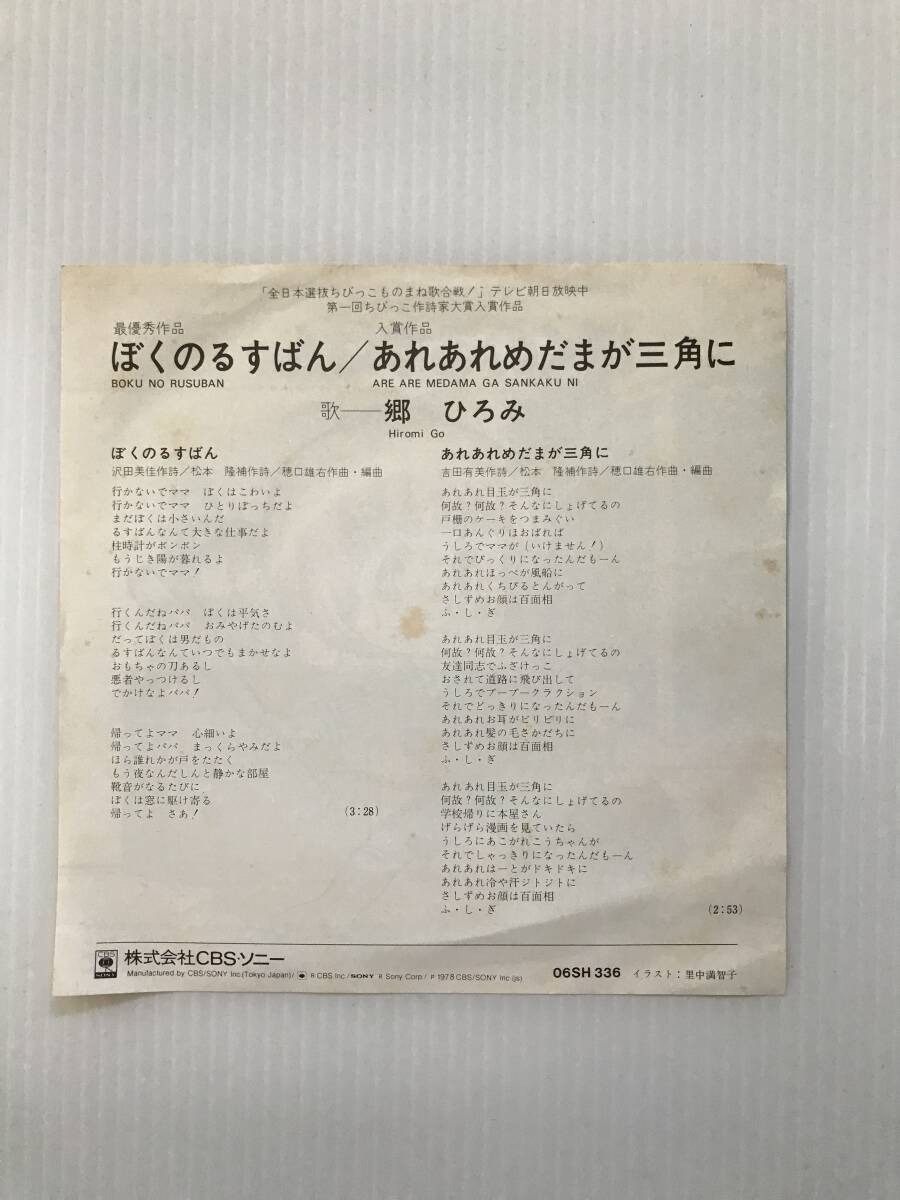 「全日本選抜ちびっこものまね歌合戦!」テレビ朝日放映中
第一回ちびっこ作詩家大賞入賞作品
最優秀作品
入賞作品
ぼくのるすばん/あれあれめだまが三角に
BOKU NO RUSUBAN
ARE ARE MEDAMA GA SANKAKU NI
歌──郷 ひろみ
Hiromi Go
ぼくのるすばん
沢田美佳作詩/松本 隆補作詩/穂口雄右作曲・編曲
行かないでママ ぼくはこわいよ
行かないでママ ひとりぼっちだよ
まだぼくは小さいんだ
るすばんなんて大きな仕事だよ
柱時計がボンボン
もうじき陽が暮れるよ
行かないでママ!
行くんだねパパ ぼくは平気さ
行くんだねパパ おみやげたのむよ
だってぼくは男だもの
るすばんなんていつでもまかせなよ
おもちゃの刀あるし
悪者やっつけるし
でかけなよパパ!
帰ってよママ 心細いよ
帰ってよパパ まっくらやみだよ
ほら誰れかが戸をたたく
もう夜なんだしんと静かな部屋
靴音がなるたびに
ぼくは窓に駆け寄る
帰ってよ さあ!
(3:28)
あれあれめだまが三角に
吉田有美作詩/松本 隆補作詩/穂口雄右作曲・編曲
あれあれ目玉が三角に
何故?何故?そんなにしょげてるの
戸棚のケーキをつまみぐい
一口あんぐりほおばれば
うしろでママが(いけません!)
それでびっくりになったんだもーん
あれあれほっぺが風船に
あれあれくちびるとんがって
さしずめお顔は百面相
ふ・し・ぎ
あれあれ目玉が三角に
何故?何故?そんなにしょげてるの
友達同志でふざけっこ
おされて道路に飛び出して
うしろでブーブークラクション
それでどっきりになったんだもーん
あれあれお耳がピリピリに
あれあれ髪の毛さかだちに
さしずめお顔は百面相
ふ・し・ぎ
あれあれ目玉が三角に
何故?何故?そんなにしょげてるの
学校帰りに本屋さん
げらげら漫画を見ていたら
うしろにあこがれこうちゃんが
それでしゃっきりになったんだもーん
あれあれはーとがドキドキに
あれあれ冷や汗ジトジトに
さしずめお顔は百面相
ふ・し・ぎ
(2:53)
CBS
SONY
株式会社CBS・ソニー
Manufactured by CBS/SONY Inc.(Tokyo Japan)/ ® CBS Inc/SONY ® Sony Corp/ ℗ 1978 CBS/SONY Inc (js)
06SH 336 イラスト:里中満智子